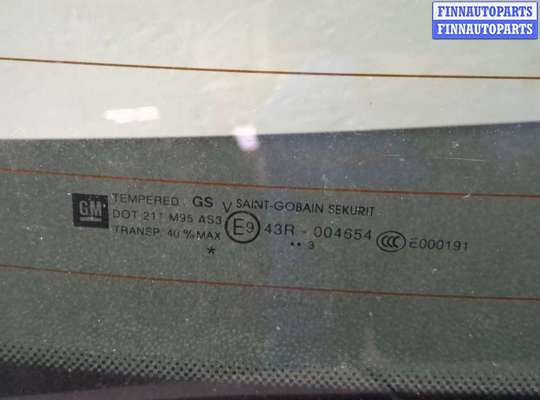 FINNAUTOPARTS
FINNAUTOPARTS
GM TEMPERED GS V SAINT-GOBAIN SEKURIT
DOT 211 M95 AS3 E9 43R - 004654 CCC E000191
TRANSP. 40 % MAX •• 3
*